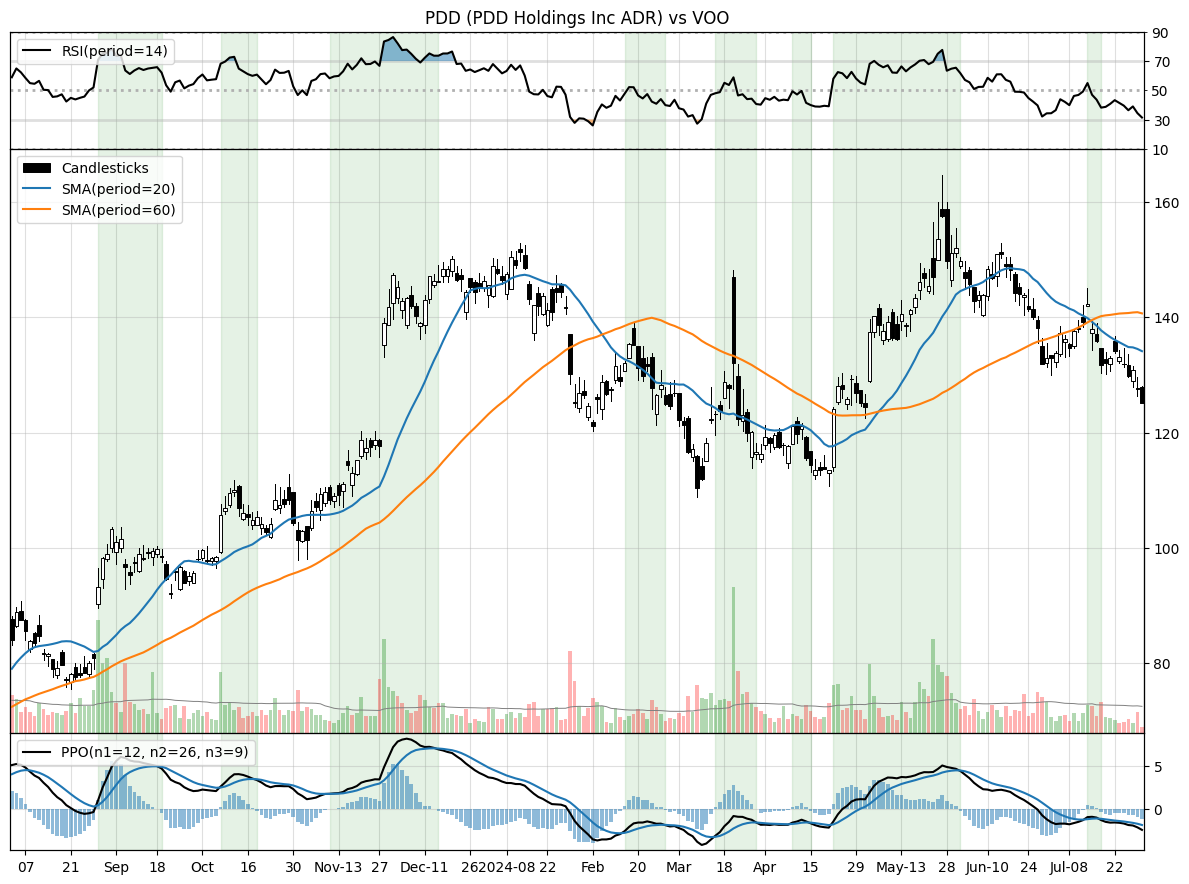 PDD (PDD Holdings Inc ADR) vs VOO
RSI(period=14)
90
70
50
30
10
Candlesticks
SMA(period=20)
SMA(period=60)
160
140
120
100
80
PPO(n1=12, n2=26, n3=9)
5
0
07 21 Sep 18 Oct 16 30 Nov-13 27 Dec-11 26 2024-08 22 Feb 20 Mar 18 Apr 15 29 May-13 28 Jun-10 24 Jul-08 22